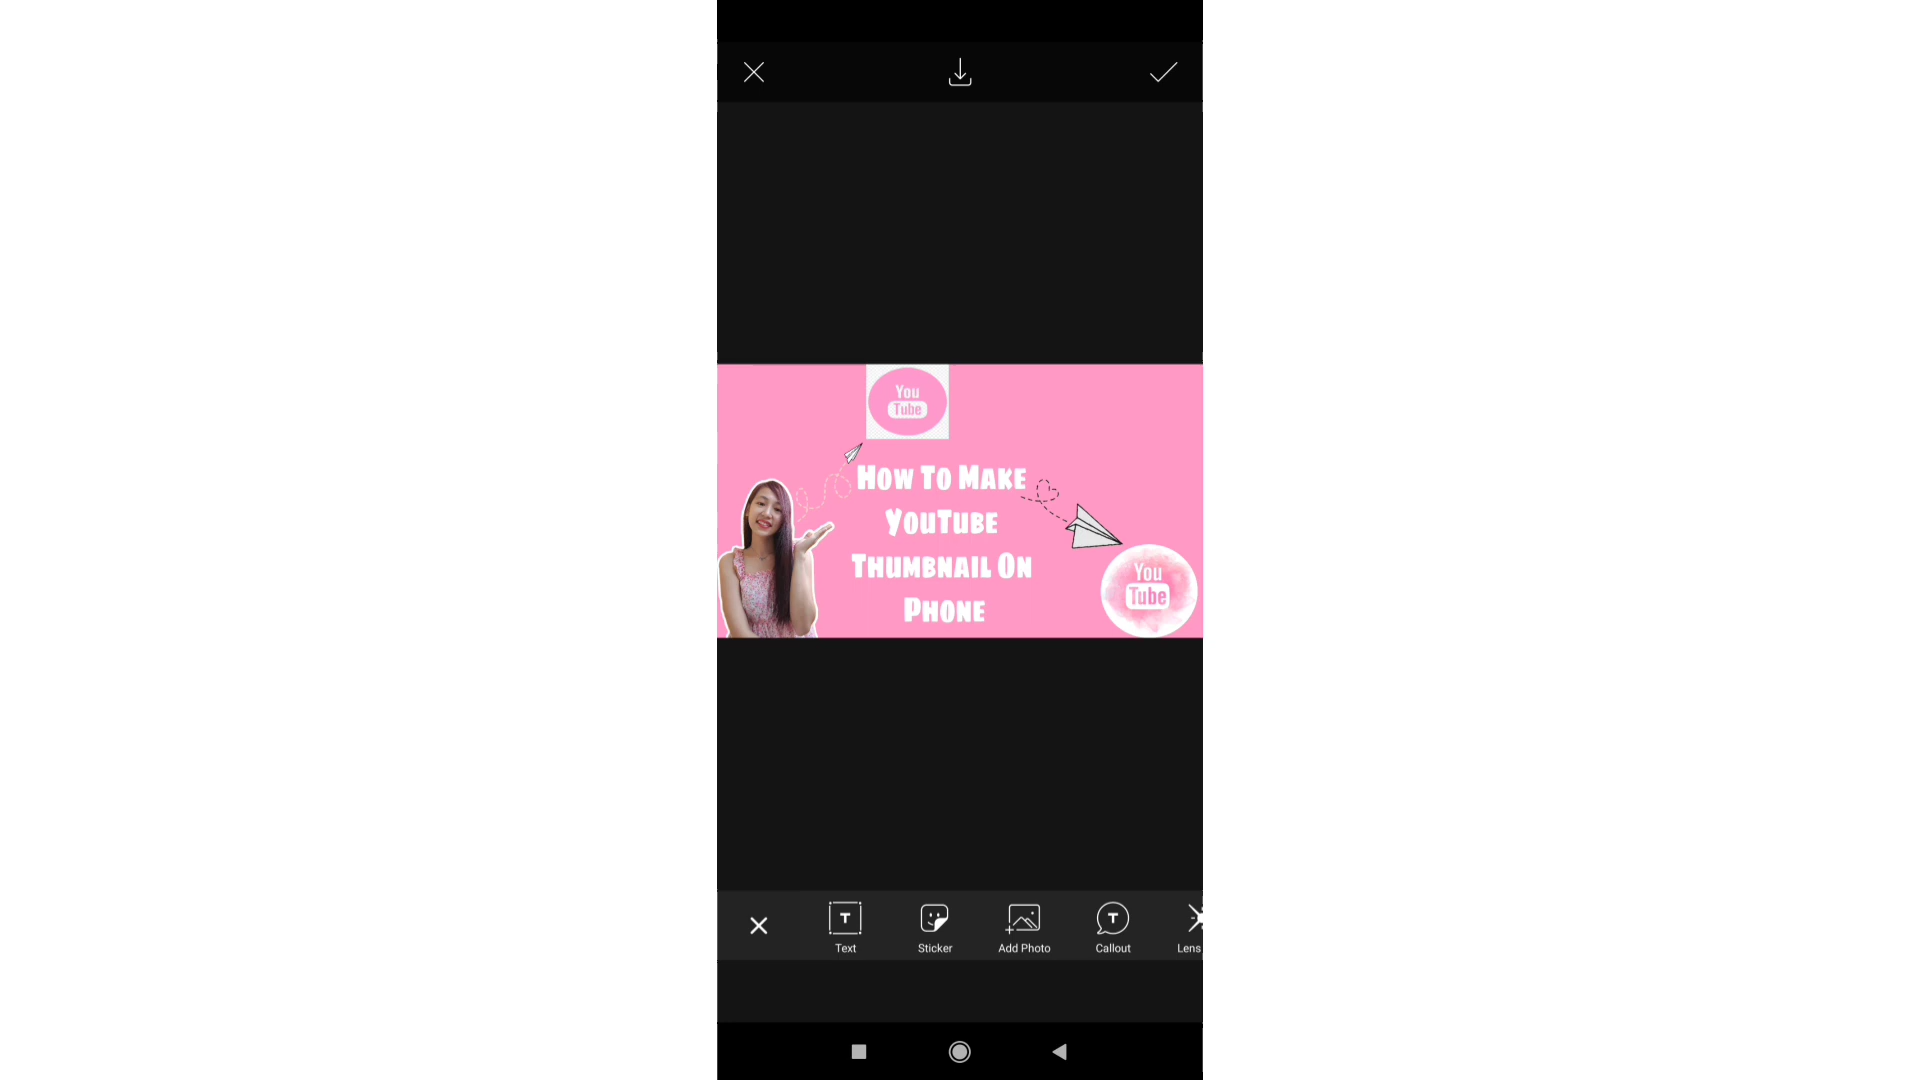 You
Tube
How To Make
YouTube
Thumbnail On
Phone
You
Tube
T
T
Text
Sticker
Add Photo
Callout
Lens